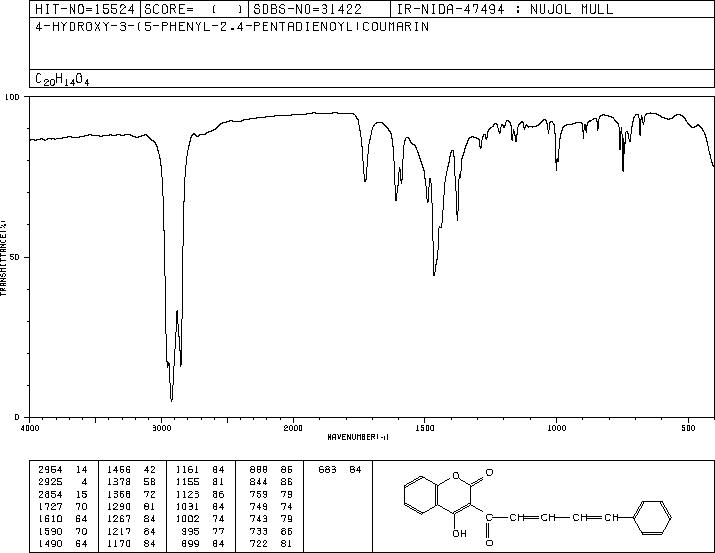 HIT-NO=15524 SCORE= ( ) SDBS-NO=31422 IR-NIDA-47494 : NUJOL MULL
4-HYDROXY-3-(5-PHENYL-2,4-PENTADIENOYL)COUMARIN
C20H14O4
100
50
0
TRANSMITTANCE(%)
4000 3000 2000 1500 1000 500
WAVENUMBER(-1)
2954 14 1466 42 1161 84 888 86 683 84
2925 4 1378 58 1155 81 844 86
2854 15 1368 72 1123 86 759 79
1727 70 1290 81 1031 84 749 74
1610 64 1267 84 1002 74 743 79
1590 70 1217 84 995 77 733 86
1490 64 1170 84 899 84 722 81
O O
C CH=CH CH=CH
OH O